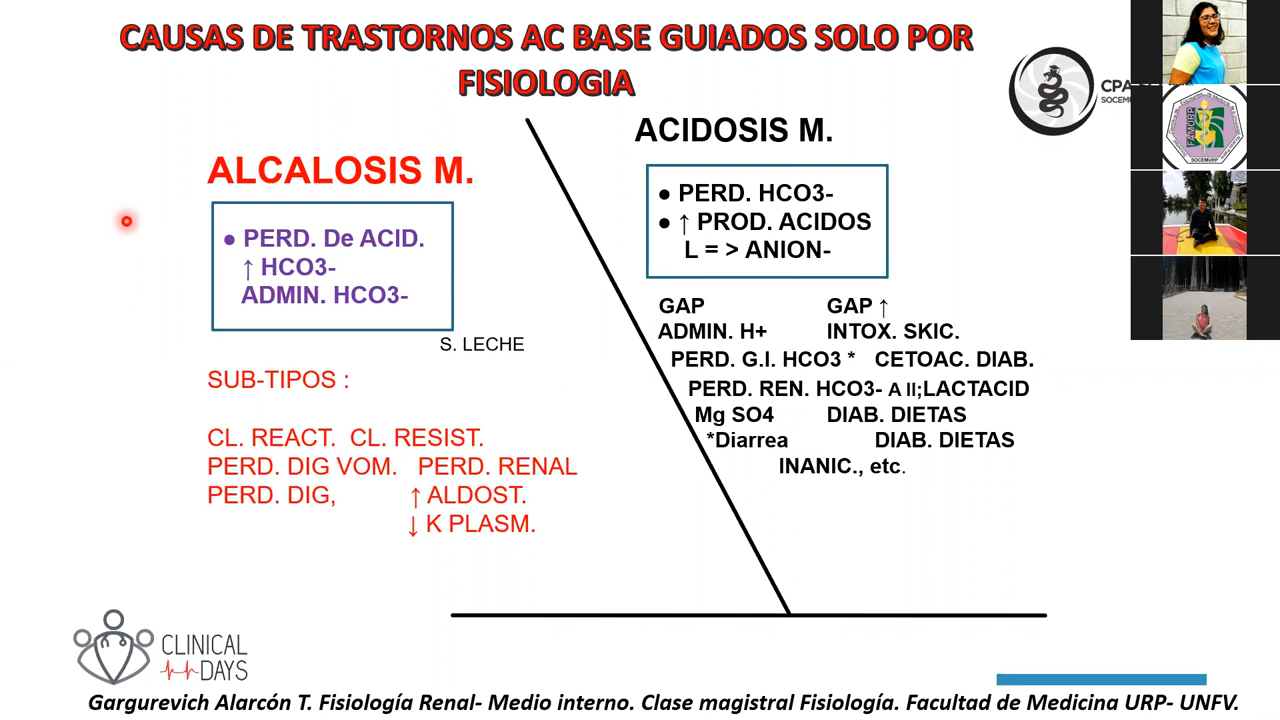 CAUSAS DE TRASTORNOS AC BASE GUIADOS SOLO POR
FISIOLOGIA
ALCALOSIS M.
● PERD. De ACID.
↑ HCO3-
ADMIN. HCO3-
S. LECHE
SUB-TIPOS :
CL. REACT. CL. RESIST.
PERD. DIG VOM. PERD. RENAL
PERD. DIG, ↑ ALDOST.
↓ K PLASM.
ACIDOSIS M.
● PERD. HCO3-
● ↑ PROD. ACIDOS
L = > ANION-
GAP GAP ↑
ADMIN. H+ INTOX. SKIC.
PERD. G.I. HCO3 * CETOAC. DIAB.
PERD. REN. HCO3- A II;LACTACID
Mg SO4 DIAB. DIETAS
*Diarrea DIAB. DIETAS
INANIC., etc.
FAMURP
SOCEMURP
CLINICAL
DAYS
Gargurevich Alarcón T. Fisiología Renal- Medio interno. Clase magistral Fisiología. Facultad de Medicina URP- UNFV.